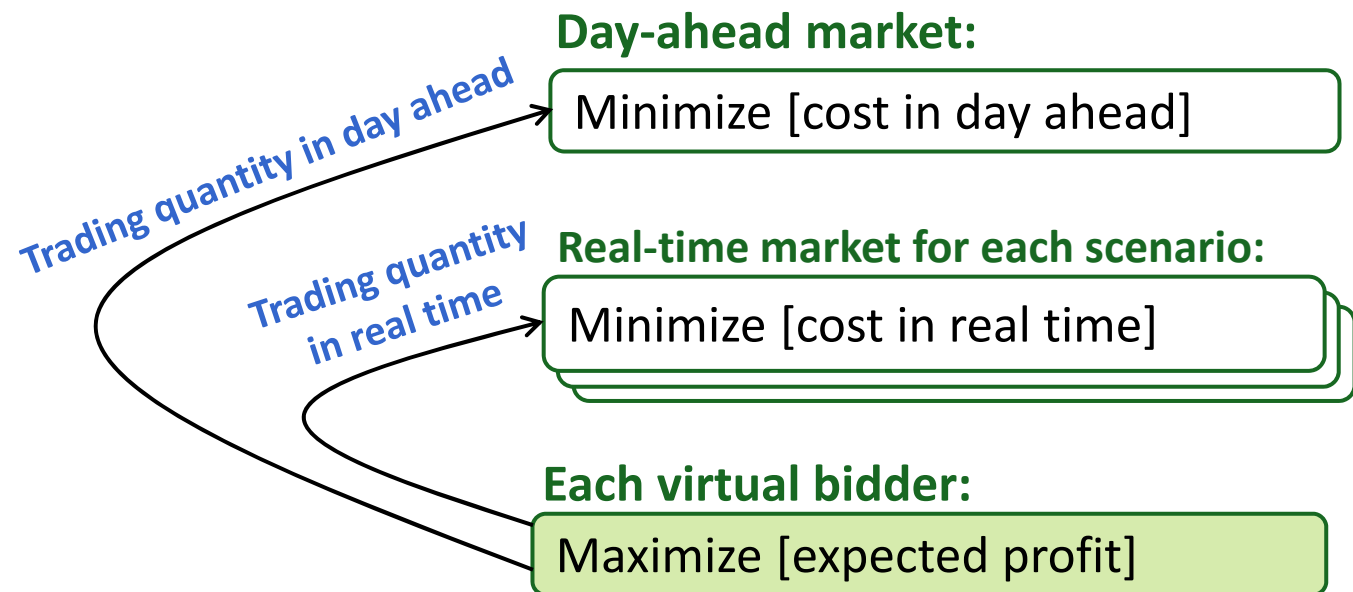 Day-ahead market:
Minimize [cost in day ahead]
Trading quantity in day ahead
Trading quantity
in real time
Real-time market for each scenario:
Minimize [cost in real time]
Each virtual bidder:
Maximize [expected profit]